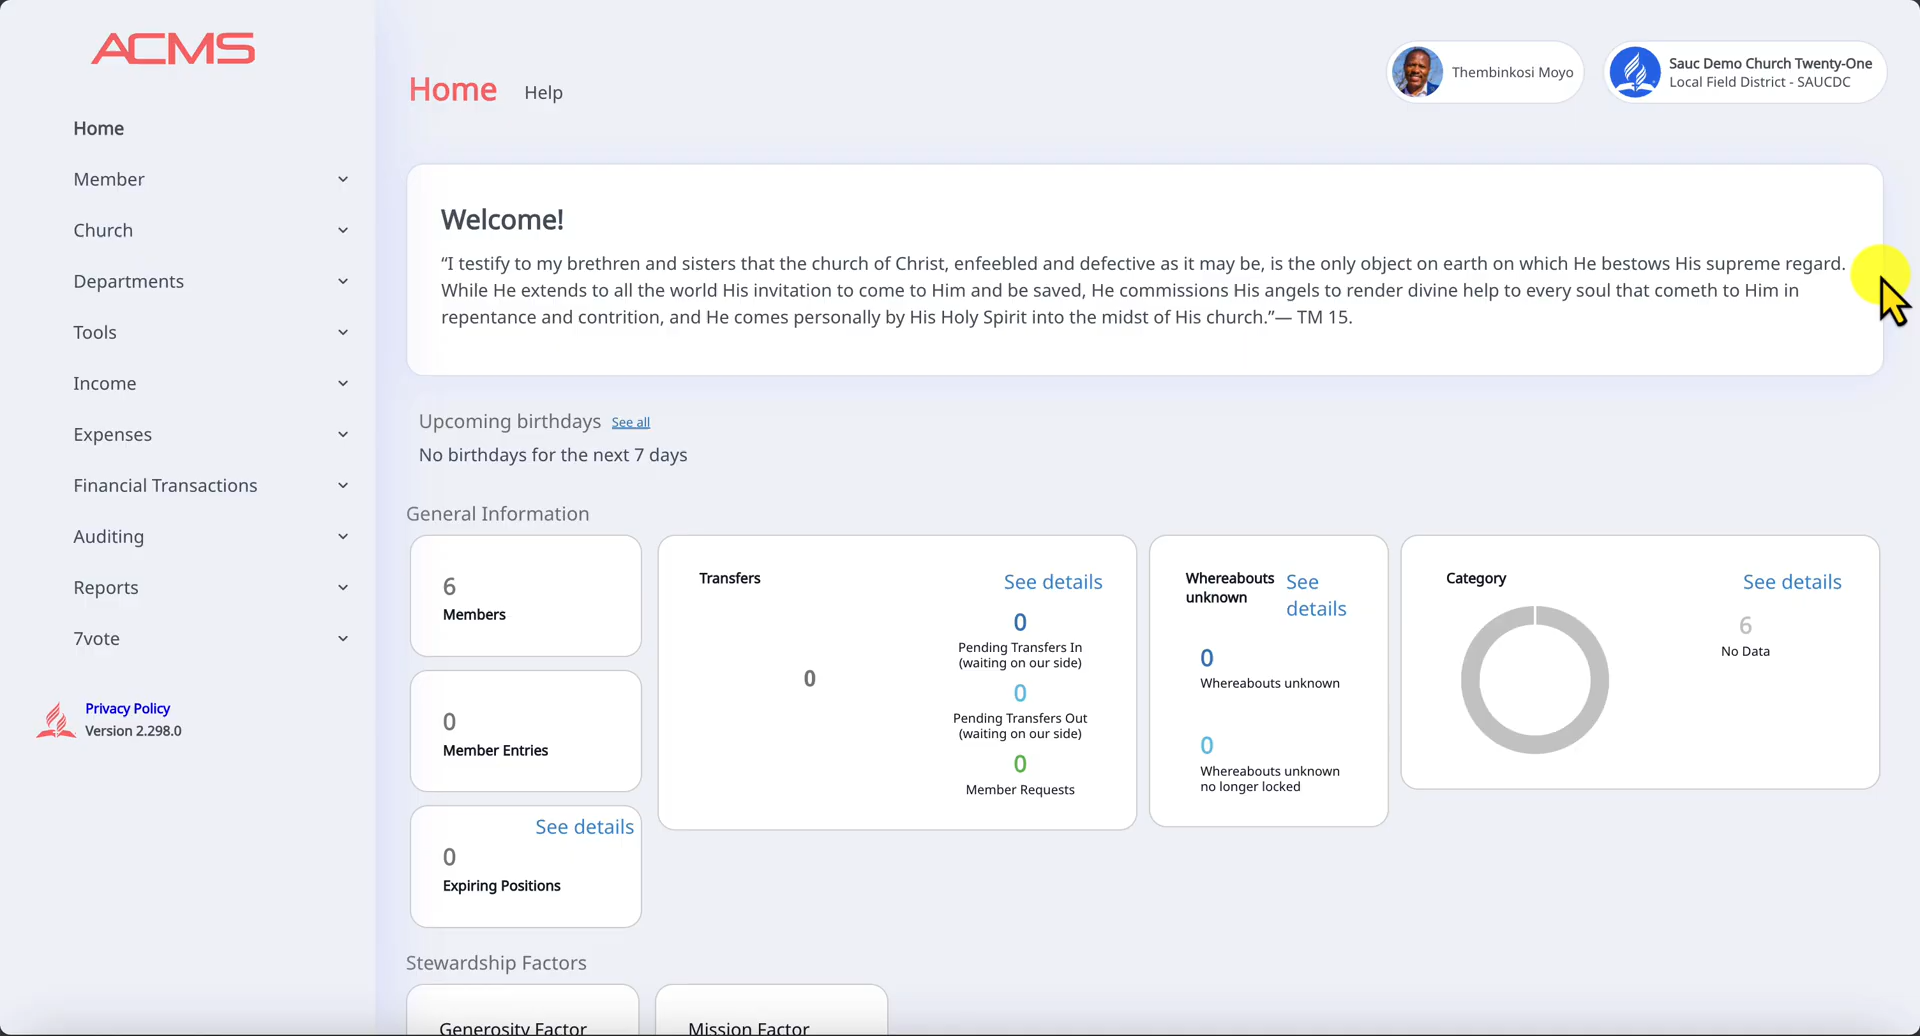 ACMS
Home
Member
Church
Departments
Tools
Income
Expenses
Financial Transactions
Auditing
Reports
7vote
Privacy Policy
Version 2.298.0
Home
Help
Thembinkosi Moyo
Sauc Demo Church Twenty-One
Local Field District - SAUCDC
Welcome!
“I testify to my brethren and sisters that the church of Christ, enfeebled and defective as it may be, is the only object on earth on which He bestows His supreme regard.
While He extends to all the world His invitation to come to Him and be saved, He commissions His angels to render divine help to every soul that cometh to Him in
repentance and contrition, and He comes personally by His Holy Spirit into the midst of His church.”— TM 15.
Upcoming birthdays See all
No birthdays for the next 7 days
General Information
6
Members
0
Member Entries
See details
0
Expiring Positions
Transfers
See details
0
0
Pending Transfers In
(waiting on our side)
0
Pending Transfers Out
(waiting on our side)
0
Member Requests
Whereabouts
unknown
See
details
0
Whereabouts unknown
0
Whereabouts unknown
no longer locked
Category
See details
6
No Data
Stewardship Factors
Generosity Factor
Mission Factor